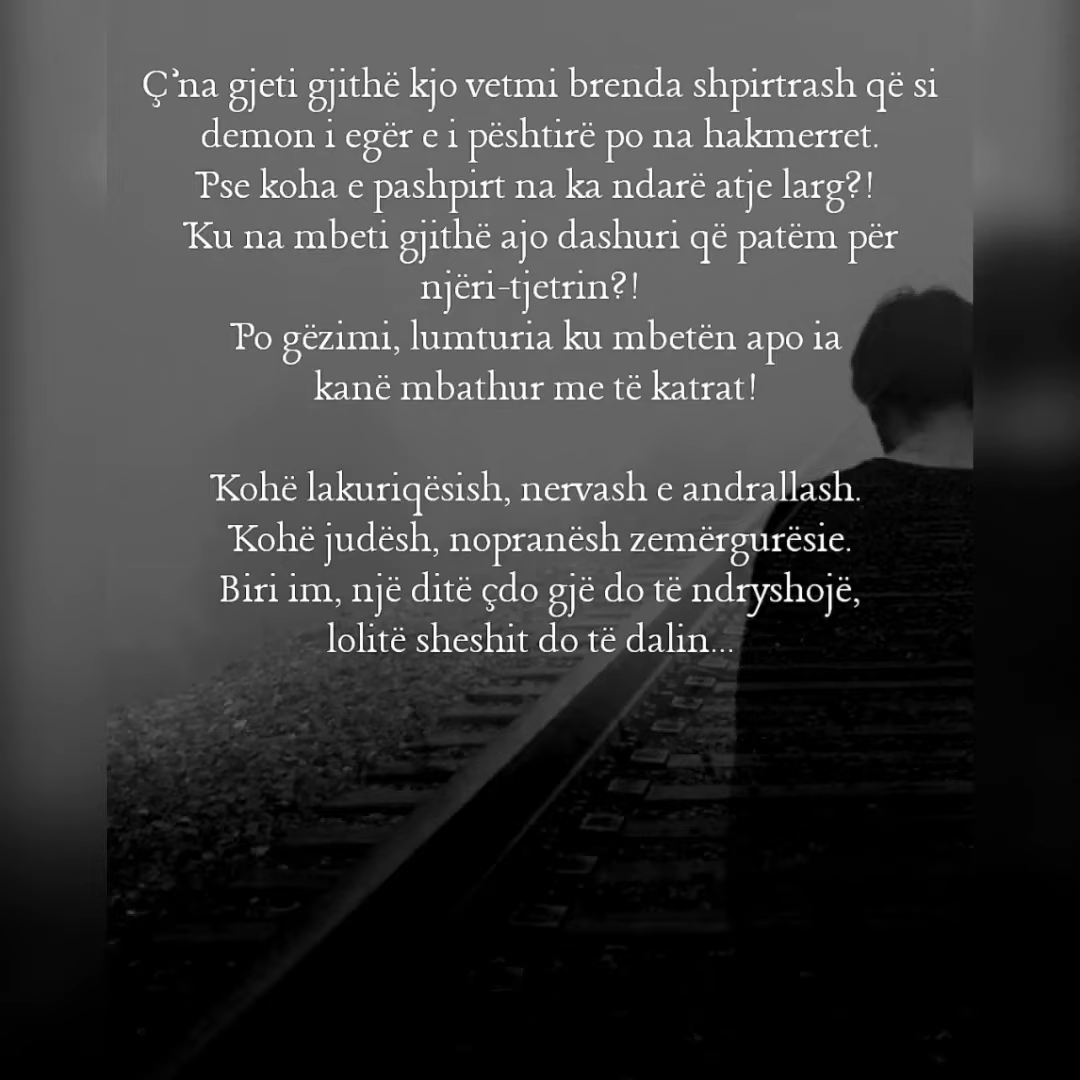 Ç'na gjeti gjithë kjo vetmi brenda shpirtrash që si
demon i egër e i pështirë po na hakmerret.
Pse koha e pashpirt na ka ndarë atje larg?!
Ku na mbeti gjithë ajo dashuri që patëm për
njëri-tjetrin?!
Po gëzimi, lumturia ku mbetën apo ia
kanë mbathur me të katrat!
Kohë lakuriqësish, nervash e andrallash.
Kohë judësh, nopranësh zemërgurësie.
Biri im, një ditë çdo gjë do të ndryshojë,
lolitë sheshit do të dalin...